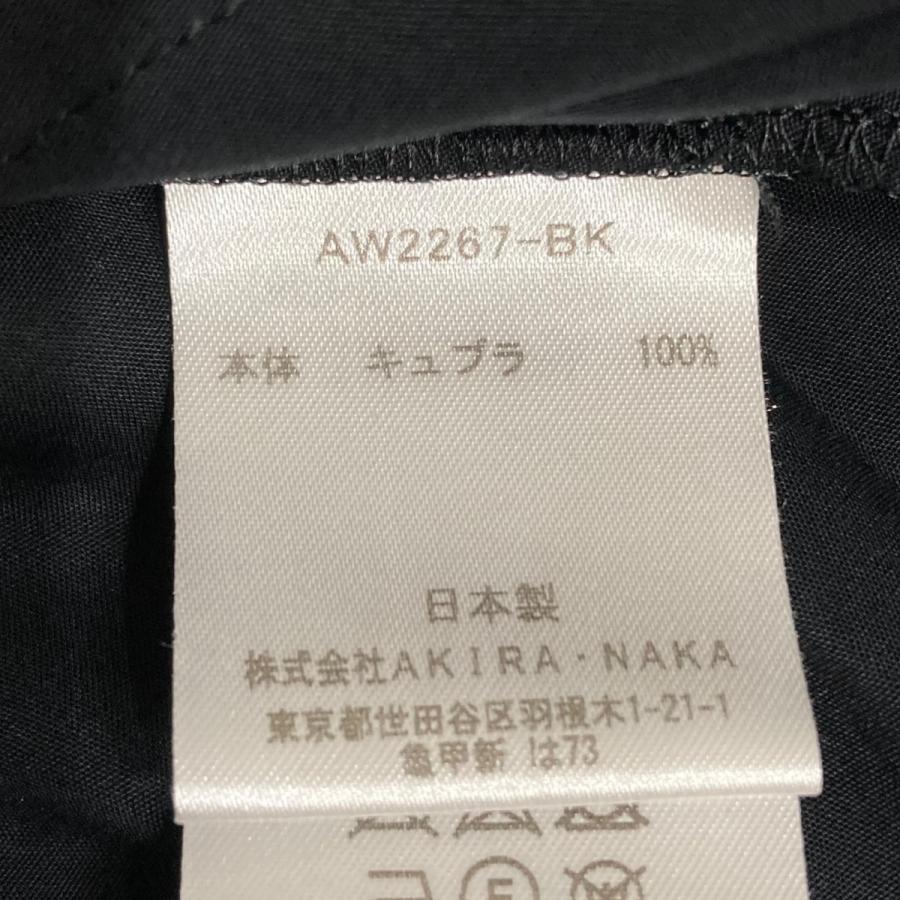 AW2267-BK
本体 キュプラ 100%
日本製
株式会社AKIRA・NAKA
東京都世田谷区羽根木1-21-1
亀甲新 は73